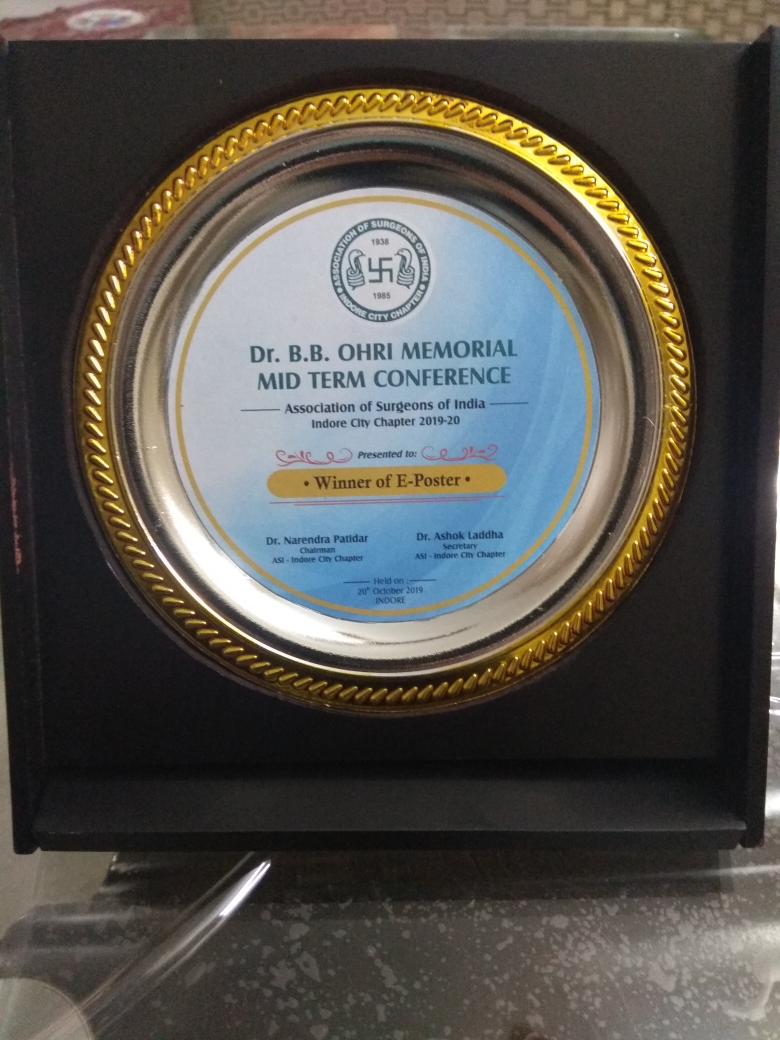 ASSOCIATION OF SURGEONS OF INDIA
1938
1985
INDORE CITY CHAPTER
Dr. B.B. OHRI MEMORIAL
MID TERM CONFERENCE
Association of Surgeons of India
Indore City Chapter 2019-20
Presented to:
• Winner of E-Poster •
Dr. Narendra Patidar
Chairman
ASI - Indore City Chapter
Dr. Ashok Laddha
Secretary
ASI - Indore City Chapter
Held on :
20th October 2019
INDORE